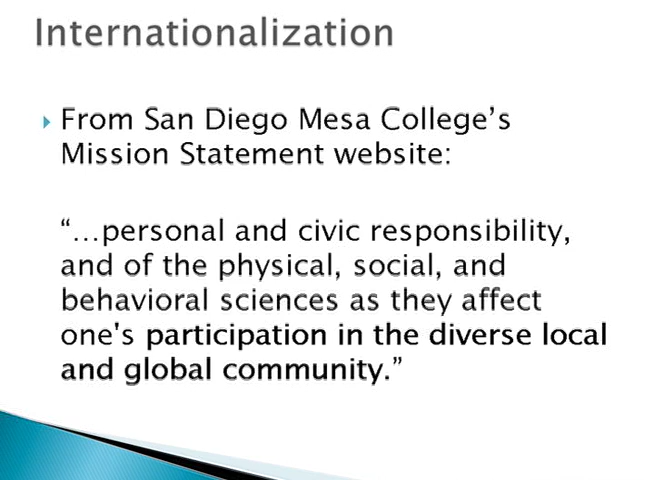 Internationalization
From San Diego Mesa College’s
Mission Statement website:
“…personal and civic responsibility,
and of the physical, social, and
behavioral sciences as they affect
one's participation in the diverse local
and global community.”